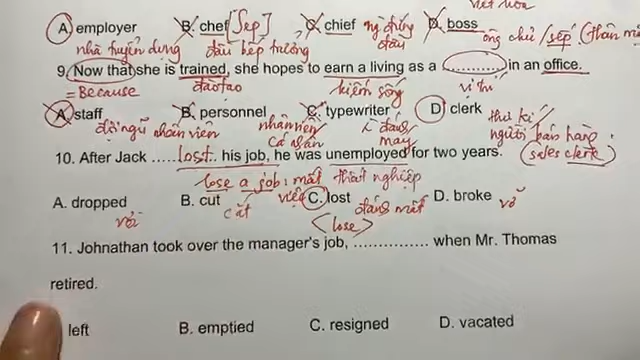 A. employer B. chef [Sep] C. chief ng đứng đầu D. boss
nhà tuyển dụng đầu bếp trưởng ông chủ / sếp (thân mật
9. Now that she is trained, she hopes to earn a living as a .......... in an office.
= Because đào tạo kiếm sống vị trí
A. staff B. personnel C. typewriter D. clerk thư kí
đội ngũ nhân viên nhân viên cá nhân máy người bán hàng
(sales clerk)
10. After Jack ..... lost his job, he was unemployed for two years.
lose a job: mất việc thất nghiệp
A. dropped B. cut C. lost đánh mất D. broke vỡ
cắt
<lose>
11. Johnathan took over the manager's job, ............... when Mr. Thomas
retired.
left B. emptied C. resigned D. vacated